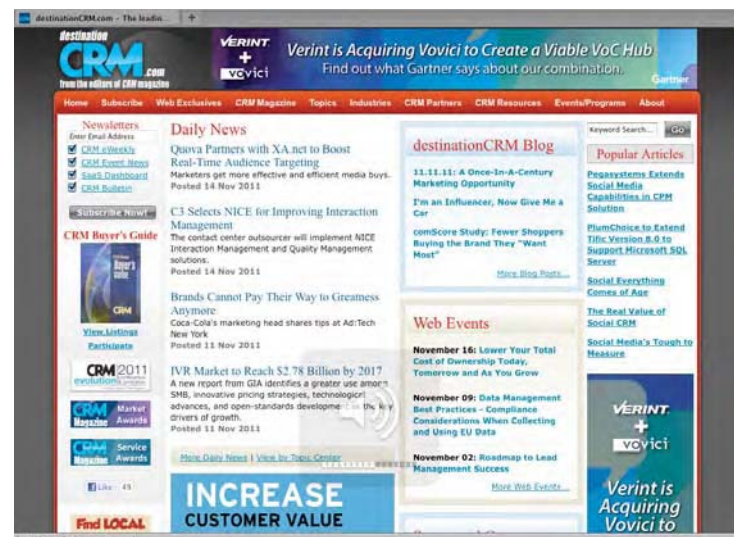 destinationCRM.com – The leadin...
destination
CRM.com
from the editors of CRM magazine
VERINT
+
vovici
Verint is Acquiring Vovici to Create a Viable VoC Hub
Find out what Gartner says about our combination.
Gartner
Home Subscribe Web Exclusives CRM Magazine Topics Industries CRM Partners CRM Resources Events/Programs About
Newsletters
Enter Email Address
CRM eWeekly
CRM Event News
SaaS Dashboard
CRM Bulletin
Subscribe Now!
CRM Buyer's Guide
Buyer's
Guide
CRM
View Listings
Participate
CRM 2011
evolution
CRM Market
Magazine Awards
CRM Service
Magazine Awards
Like 45
Find LOCAL
Daily News
Quova Partners with XA.net to Boost
Real-Time Audience Targeting
Marketers get more effective and efficient media buys.
Posted 14 Nov 2011
C3 Selects NICE for Improving Interaction
Management
The contact center outsourcer will implement NICE
Interaction Management and Quality Management
solutions.
Posted 14 Nov 2011
Brands Cannot Pay Their Way to Greatness
Anymore
Coca-Cola's marketing head shares tips at Ad:Tech
New York
Posted 11 Nov 2011
IVR Market to Reach $2.78 Billion by 2017
A new report from GIA identifies a greater use among
SMB, innovative pricing strategies, technological
advances, and open-standards development as the key
drivers of growth.
Posted 11 Nov 2011
More Daily News | View by Topic Center
INCREASE
CUSTOMER VALUE
destinationCRM Blog
11.11.11: A Once-In-A-Century
Marketing Opportunity
I'm an Influencer, Now Give Me a
Car
comScore Study: Fewer Shoppers
Buying the Brand They "Want
Most"
More Blog Posts...
Web Events
November 16: Lower Your Total
Cost of Ownership Today,
Tomorrow and As You Grow
November 09: Data Management
Best Practices – Compliance
Considerations When Collecting
and Using EU Data
November 02: Roadmap to Lead
Management Success
More Web Events...
Keyword Search... Go
Popular Articles
Pegasystems Extends
Social Media
Capabilities in CPM
Solution
PlumChoice to Extend
Tific Version 8.0 to
Support Microsoft SQL
Server
Social Everything
Comes of Age
The Real Value of
Social CRM
Social Media's Tough to
Measure
VERINT
+
vovici
Verint is
Acquiring
Vovici to